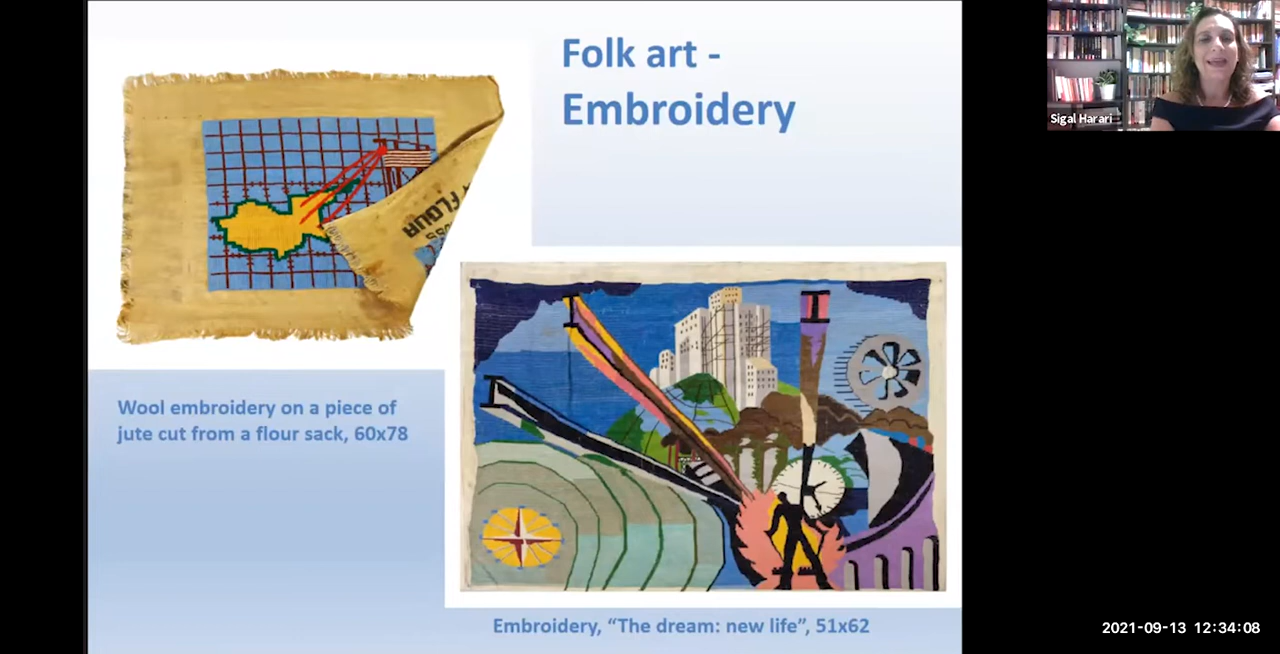 Folk art -
Embroidery
Sigal Harari
FLOUR
Wool embroidery on a piece of
jute cut from a flour sack, 60x78
Embroidery, “The dream: new life”, 51x62
2021-09-13 12:34:08